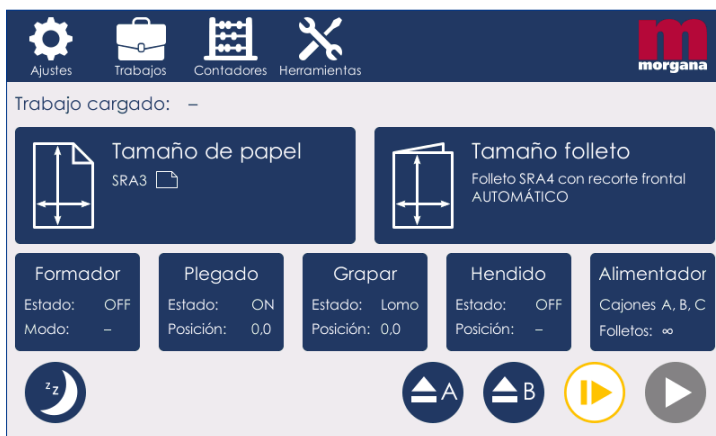 Ajustes
Trabajos
Contadores
Herramientas
morgana
Trabajo cargado: –
Tamaño de papel
SRA3
Tamaño folleto
Folleto SRA4 con recorte frontal
AUTOMÁTICO
Formador
Estado: OFF
Modo: –
Plegado
Estado: ON
Posición: 0,0
Grapar
Estado: Lomo
Posición: 0,0
Hendido
Estado: OFF
Posición: –
Alimentador
Cajones A, B, C
Folletos: ∞
z z
A
B